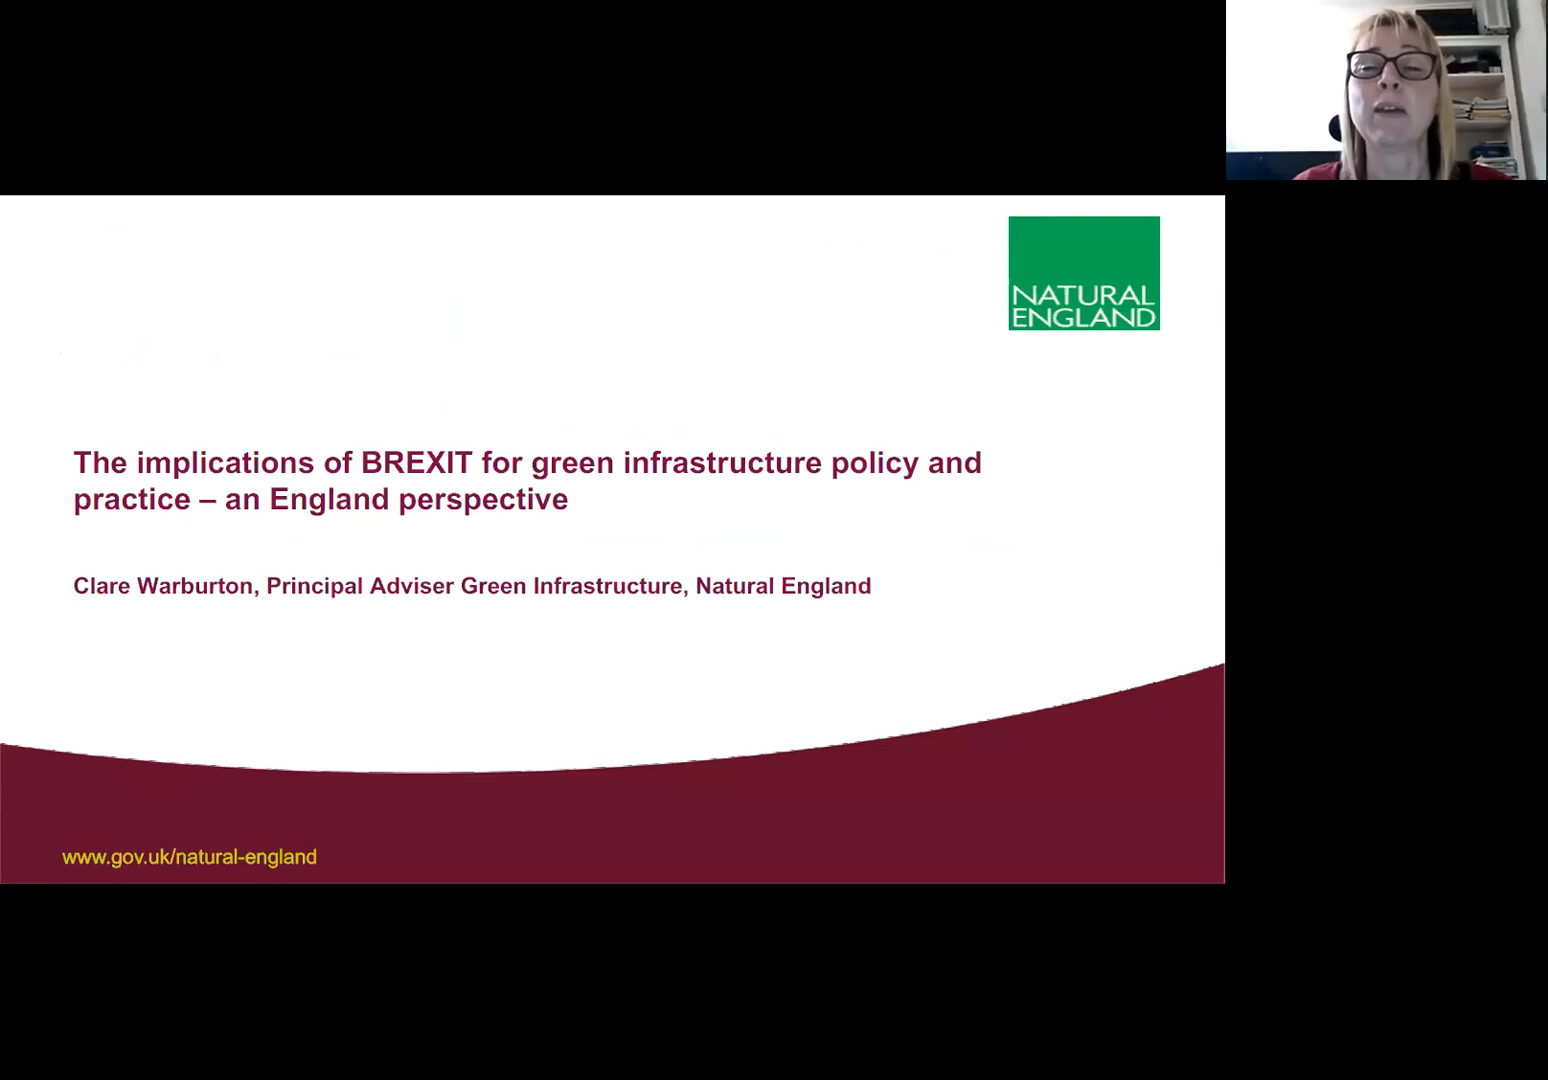 NATURAL
ENGLAND
The implications of BREXIT for green infrastructure policy and
practice – an England perspective
Clare Warburton, Principal Adviser Green Infrastructure, Natural England
www.gov.uk/natural-england